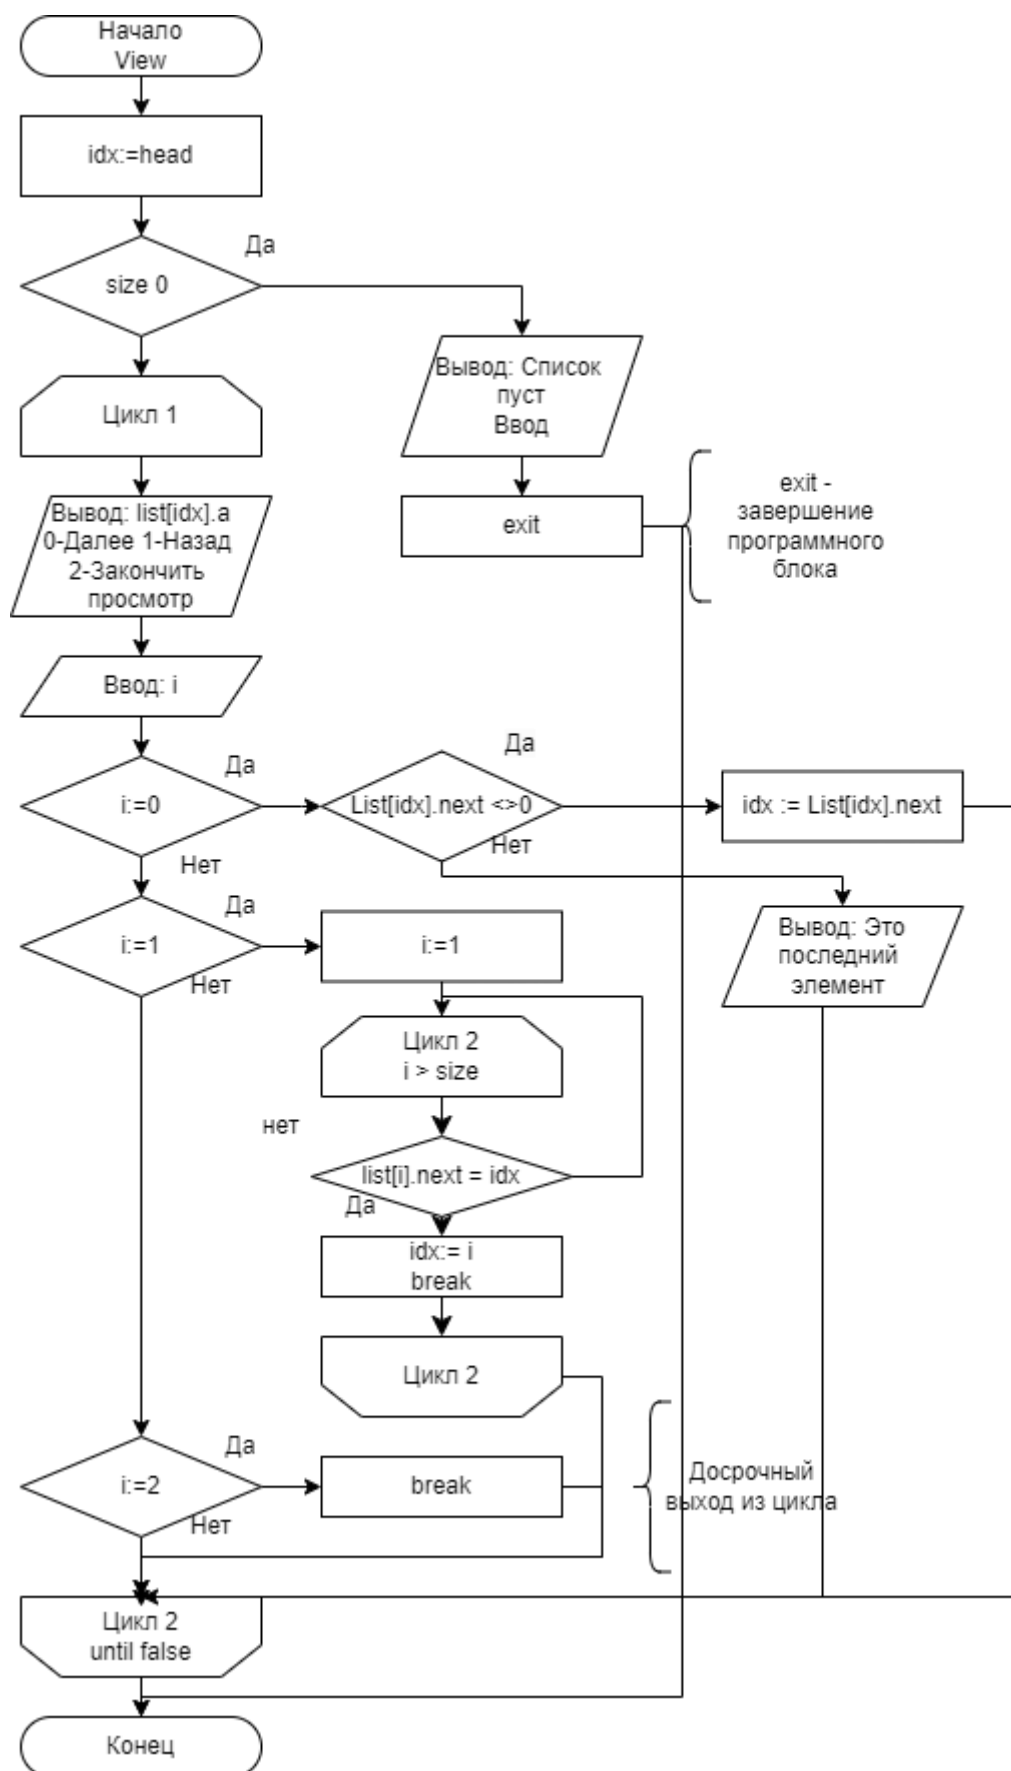 Начало
View
idx:=head
Да
size 0
Вывод: Список
пуст
Ввод
Цикл 1
exit
exit -
завершение
программного
блока
Вывод: list[idx].a
0-Далее 1-Назад
2-Закончить
просмотр
Ввод: i
Да
Да
i:=0
List[idx].next <>0
idx := List[idx].next
Нет
Нет
Да
i:=1
i:=1
Вывод: Это
последний
элемент
Нет
Цикл 2
i > size
нет
list[i].next = idx
Да
idx:= i
break
Цикл 2
Да
i:=2
break
Досрочный
выход из цикла
Нет
Цикл 2
until false
Конец